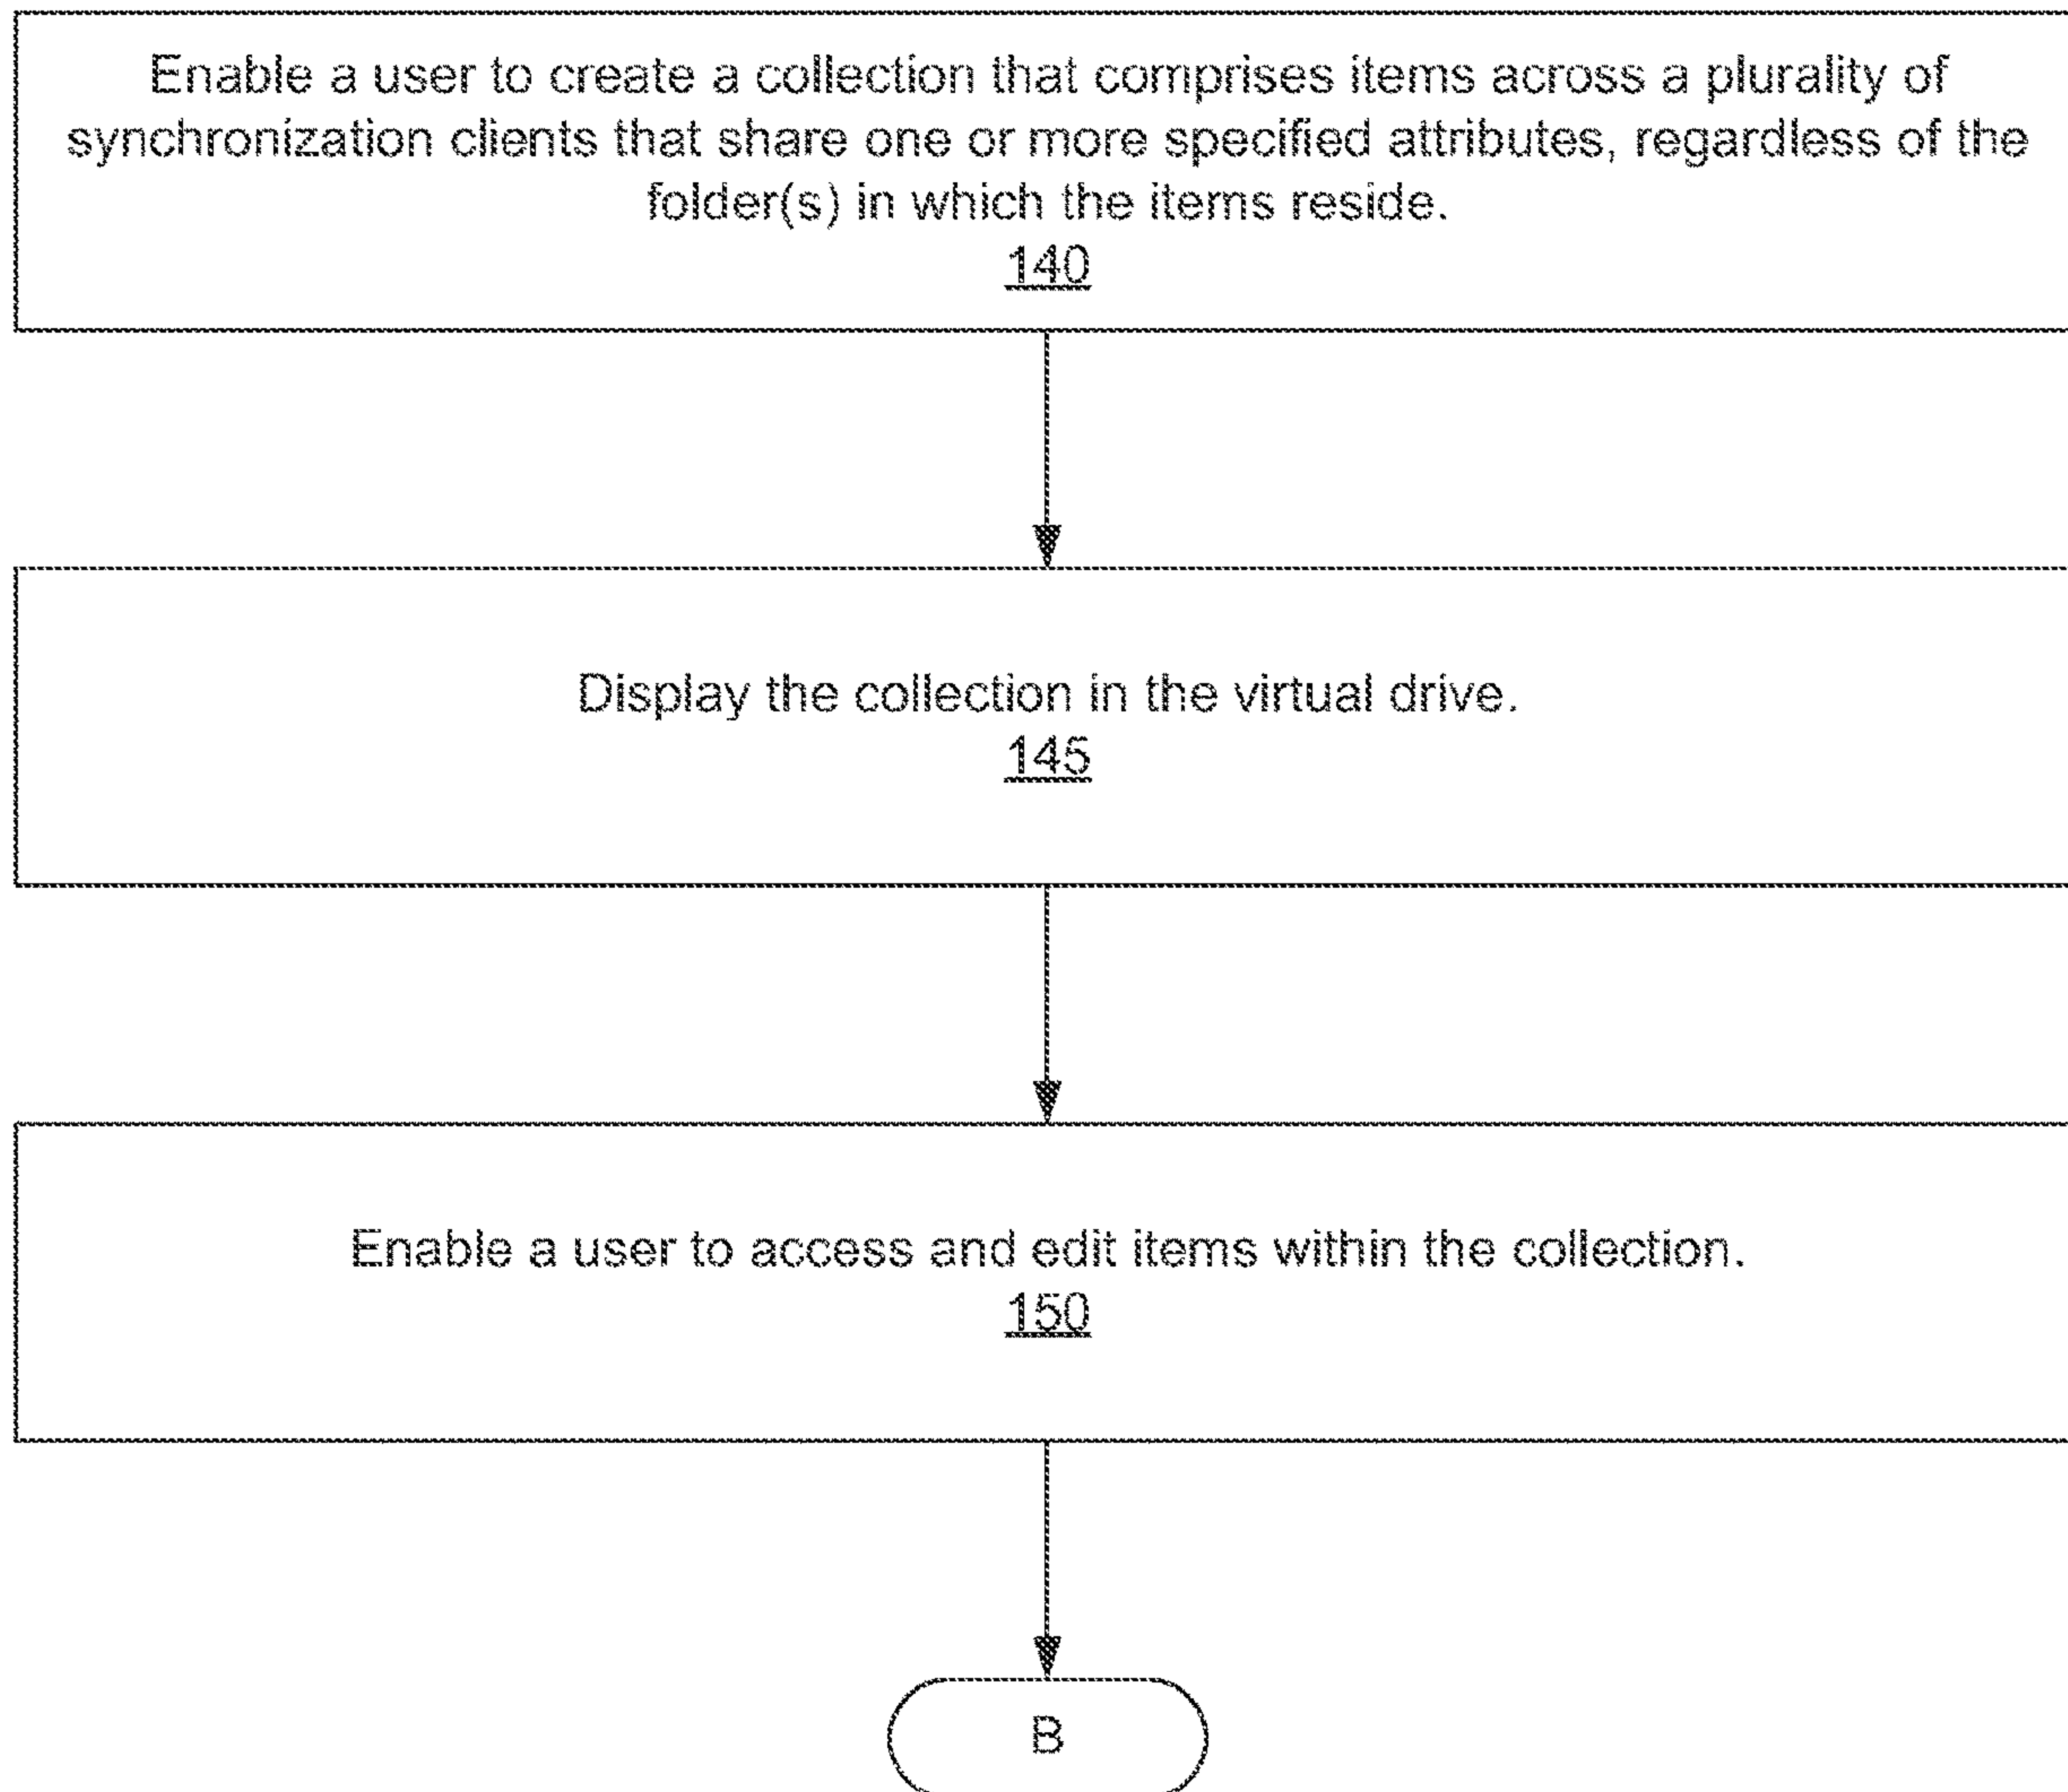 Enable a user to create a collection that comprises items across a plurality of
synchronization clients that share one or more specified attributes, regardless of the
folder(s) in which the items reside.
140
Display the collection in the virtual drive.
145
Enable a user to access and edit items within the collection.
150
B